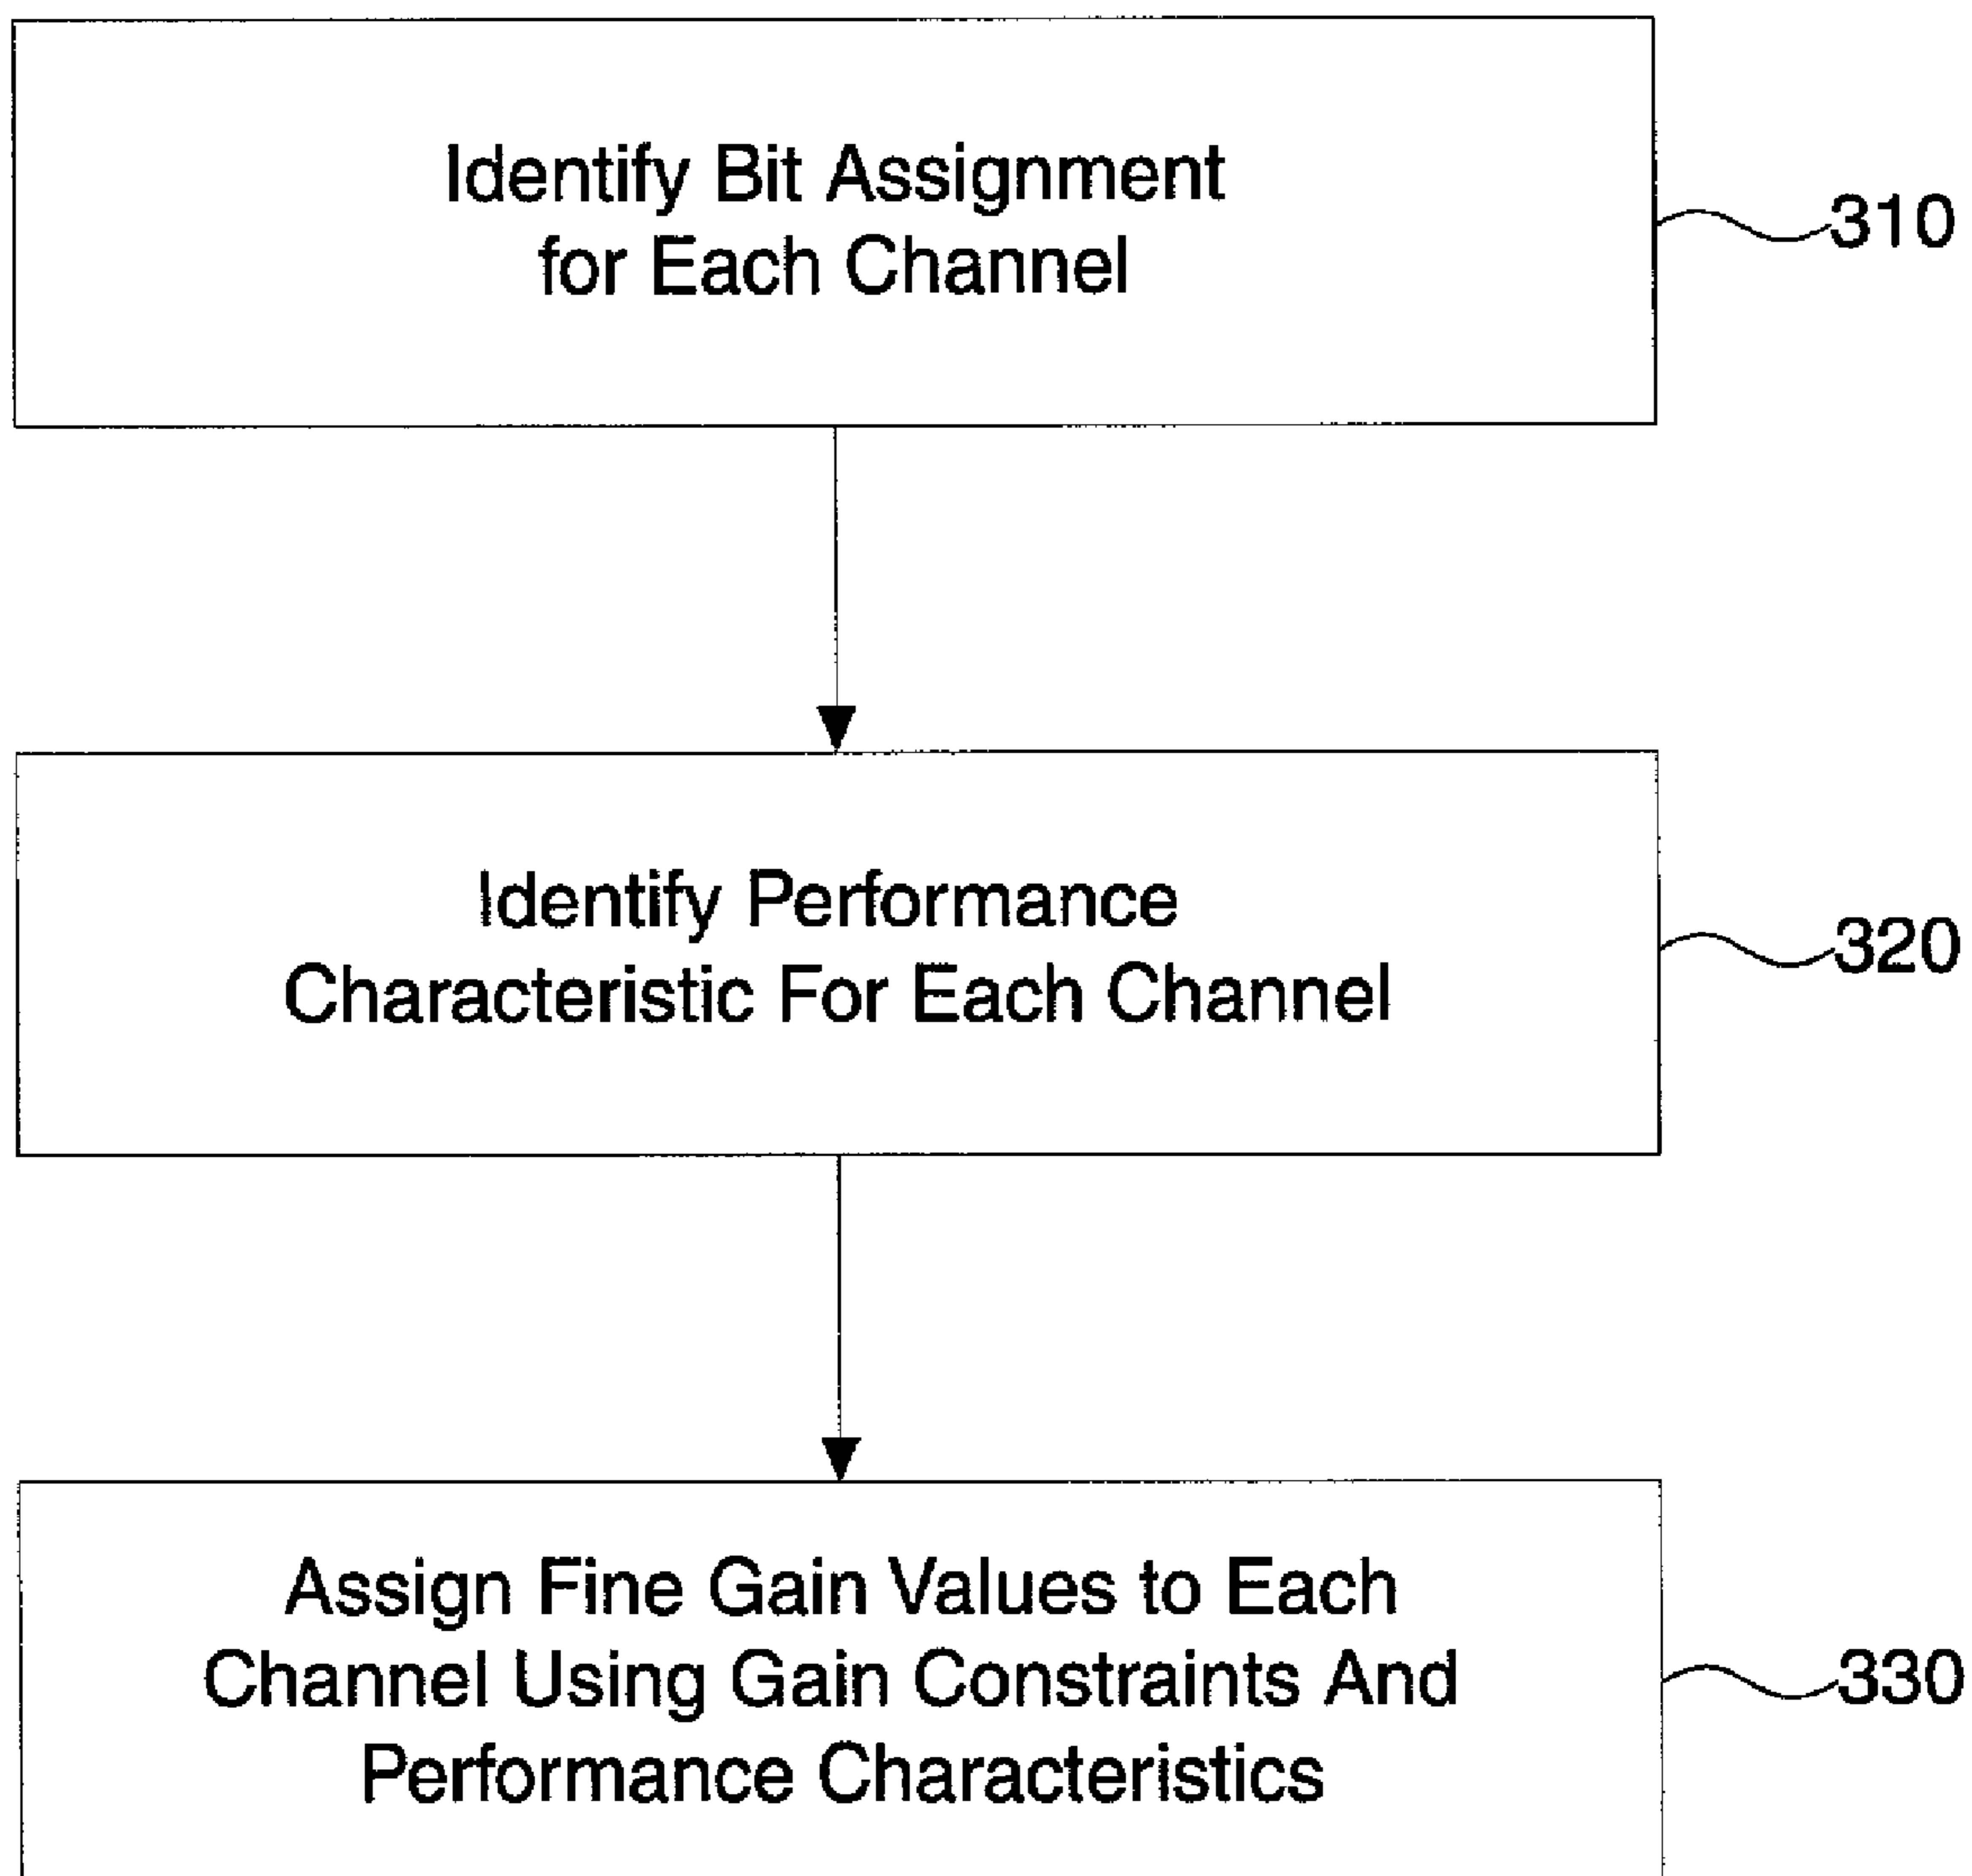 Identify Bit Assignment
for Each Channel
310
Identify Performance
Characteristic For Each Channel
320
Assign Fine Gain Values to Each
Channel Using Gain Constraints And
Performance Characteristics
330